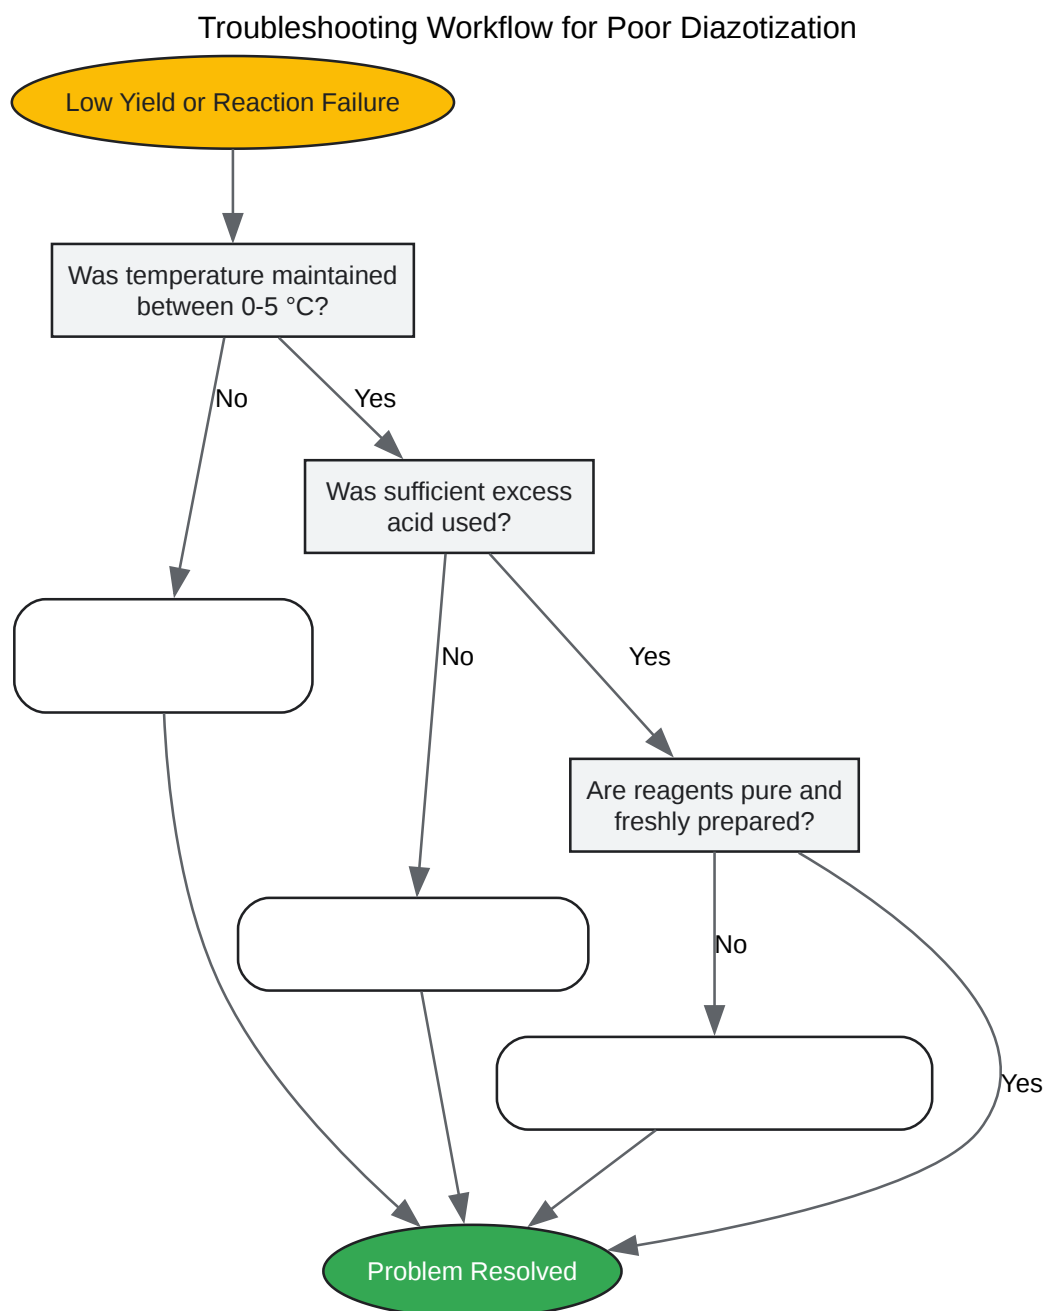 Troubleshooting Workflow for Poor Diazotization
Low Yield or Reaction Failure
Was temperature maintained
between 0-5 °C?
No
Yes
Was sufficient excess
acid used?
No
Yes
Are reagents pure and
freshly prepared?
No
Yes
Problem Resolved